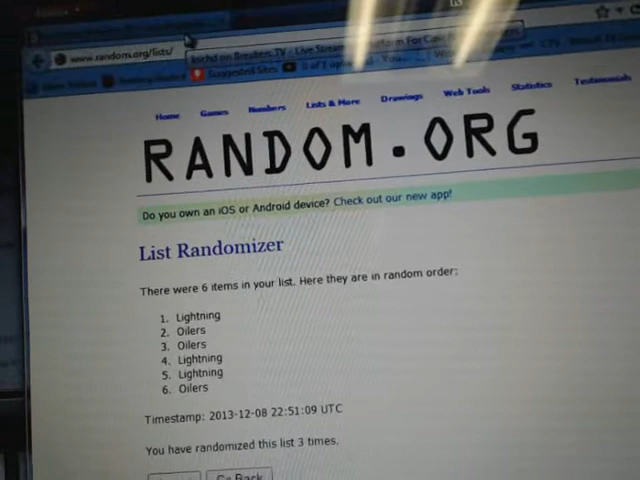 www.random.org/lists/
Suggested Sites
Home Games Numbers Lists & More Drawings Web Tools Statistics Testimonials
RANDOM.ORG
Do you own an iOS or Android device? Check out our new app!
List Randomizer
There were 6 items in your list. Here they are in random order:
1. Lightning
2. Oilers
3. Oilers
4. Lightning
5. Lightning
6. Oilers
Timestamp: 2013-12-08 22:51:09 UTC
You have randomized this list 3 times.
Go Back